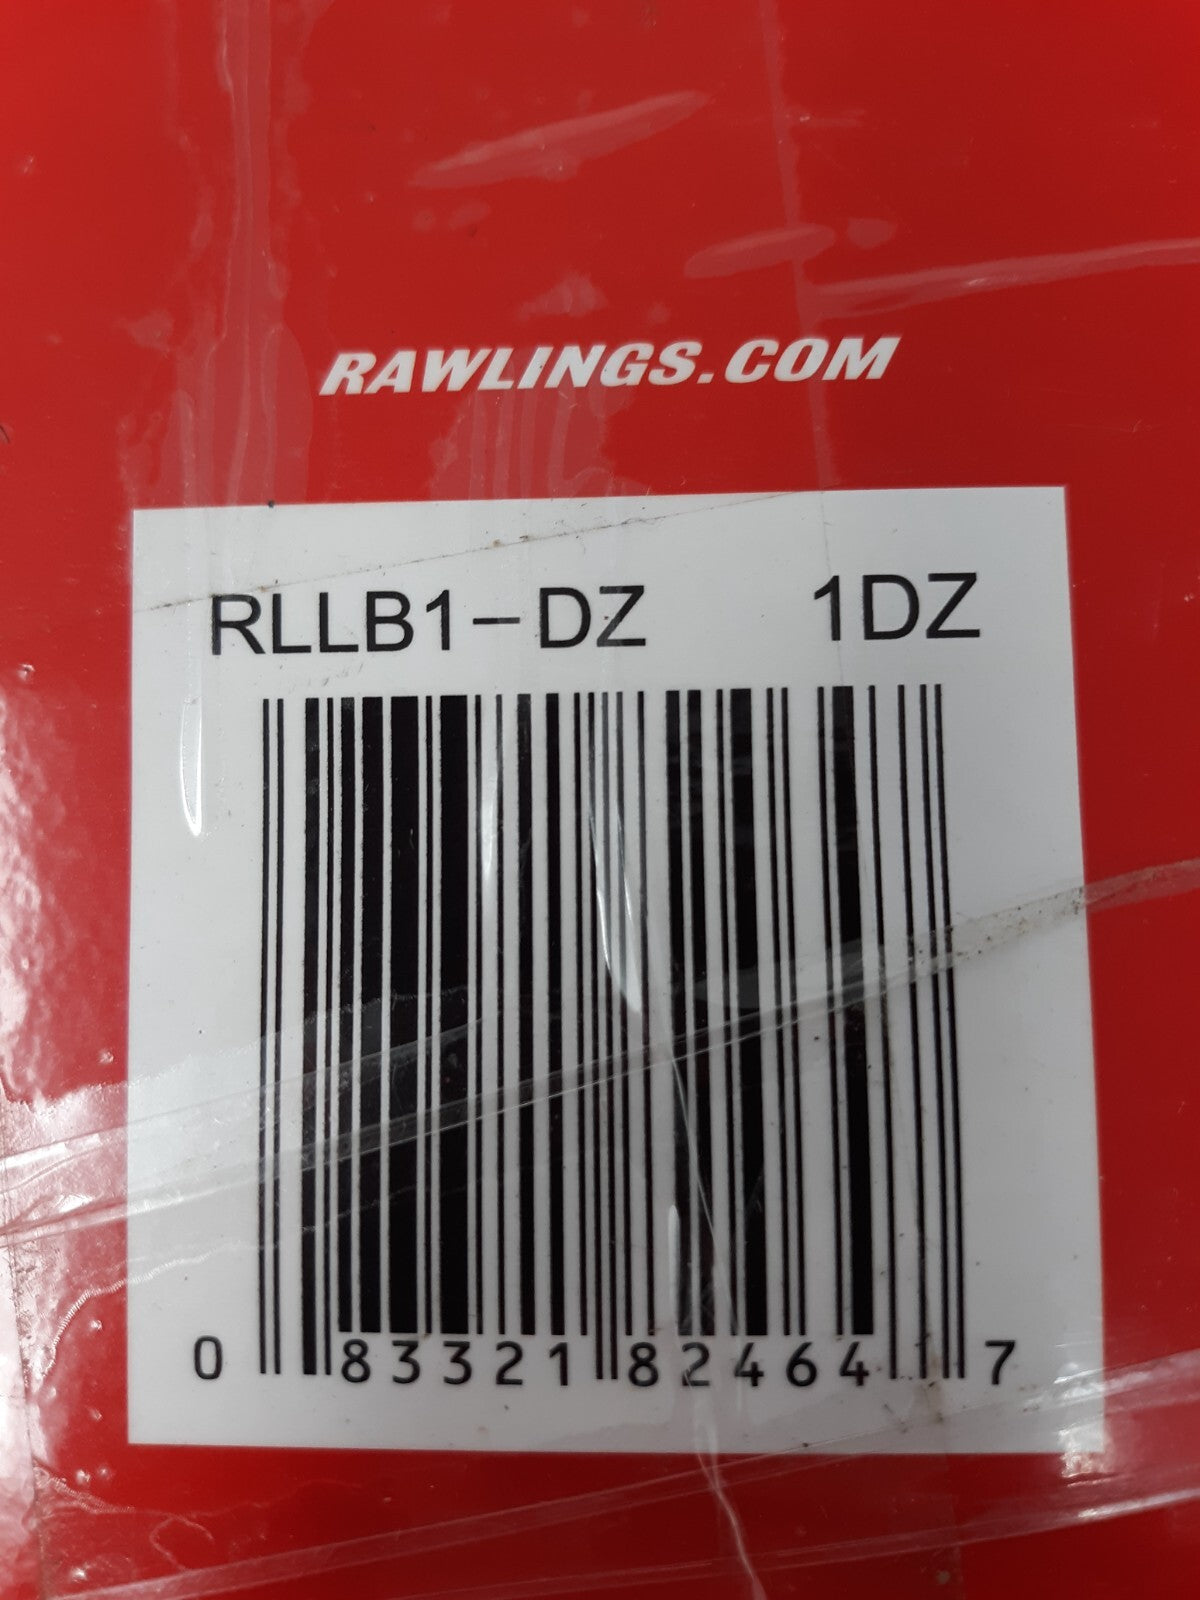 RAWLINGS.COM
RLLB1-DZ 1DZ
0 83321 82464 7